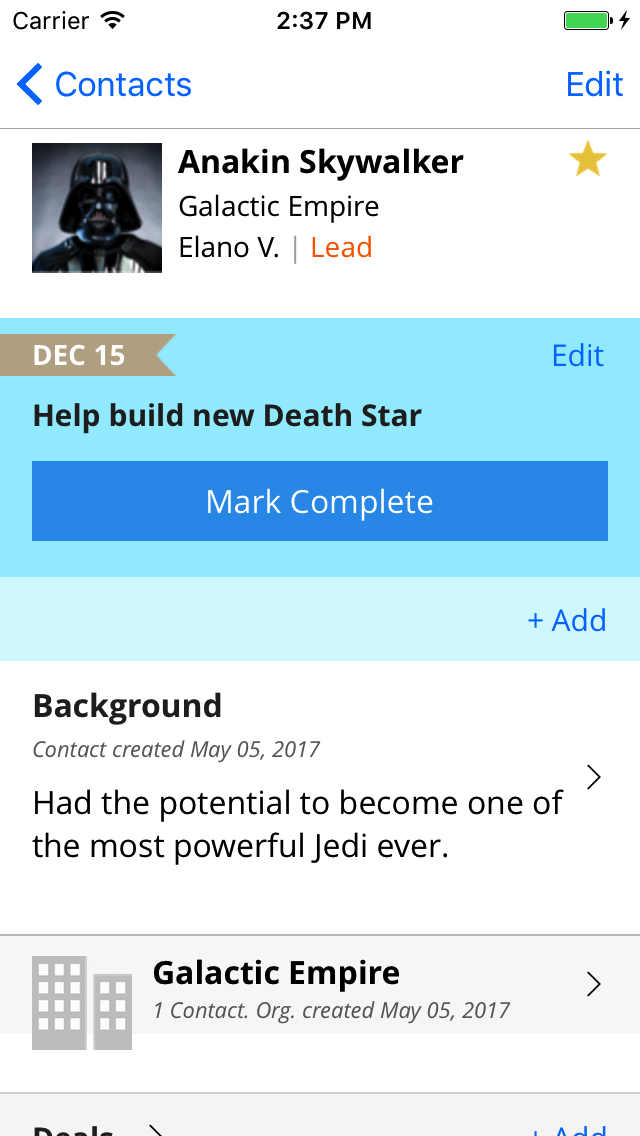 Carrier 2:37 PM
Contacts Edit
Anakin Skywalker
Galactic Empire
Elano V. | Lead
DEC 15 Edit
Help build new Death Star
Mark Complete
+ Add
Background
Contact created May 05, 2017
Had the potential to become one of
the most powerful Jedi ever.
Galactic Empire
1 Contact. Org. created May 05, 2017
Deals + Add